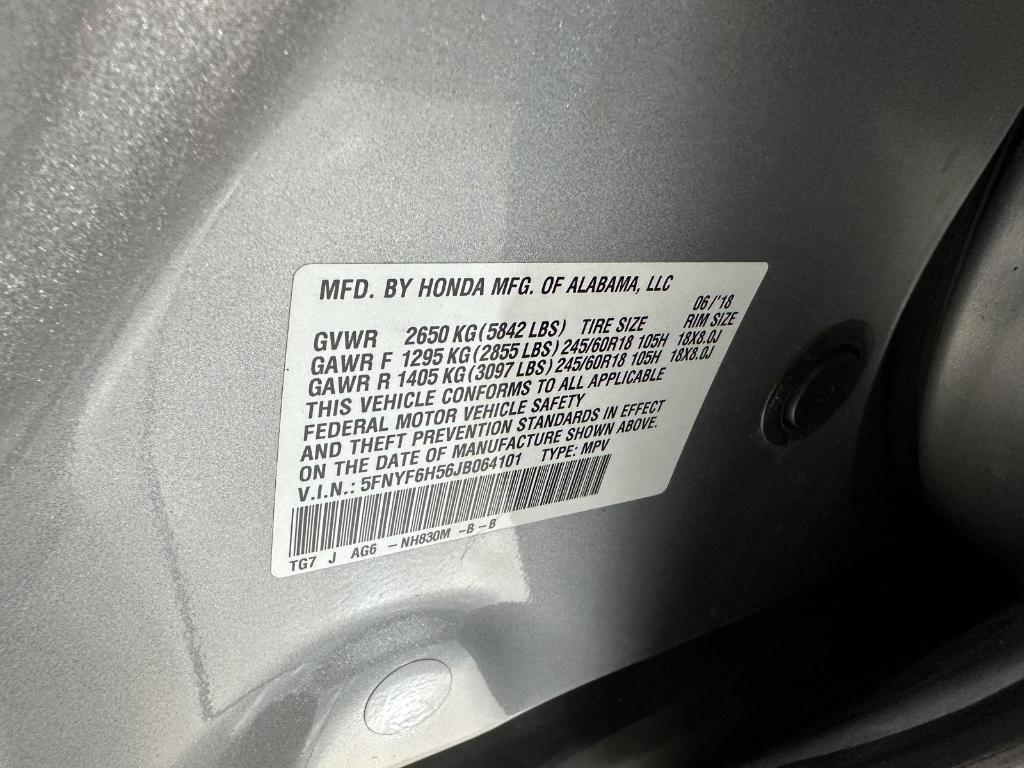 MFD. BY HONDA MFG. OF ALABAMA, LLC
06/'18
GVWR 2650 KG (5842 LBS) TIRE SIZE RIM SIZE
GAWR F 1295 KG (2855 LBS) 245/60R18 105H 18X8.0J
GAWR R 1405 KG (3097 LBS) 245/60R18 105H 18X8.0J
THIS VEHICLE CONFORMS TO ALL APPLICABLE
FEDERAL MOTOR VEHICLE SAFETY
AND THEFT PREVENTION STANDARDS IN EFFECT
ON THE DATE OF MANUFACTURE SHOWN ABOVE.
V.I.N.: 5FNYF6H56JB064101 TYPE: MPV
TG7 J AG6 - NH830M - B - B